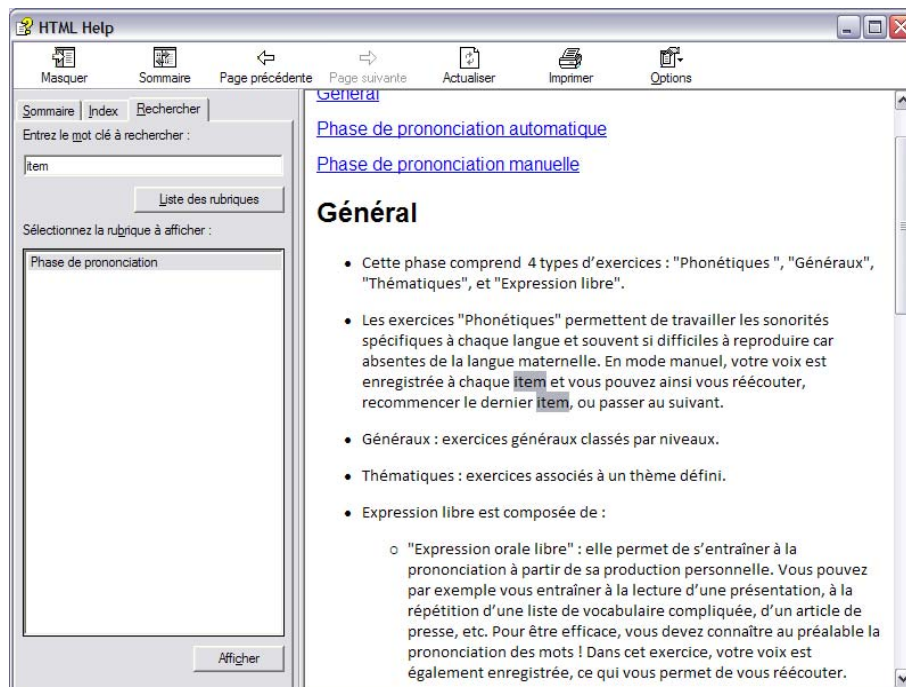 HTML Help
Masquer Sommaire Page précédente Page suivante Actualiser Imprimer Options
Sommaire Index Rechercher
Entrez le mot clé à rechercher :
item
Liste des rubriques
Sélectionnez la rubrique à afficher :
Phase de prononciation
Afficher
Général
Phase de prononciation automatique
Phase de prononciation manuelle
Général
• Cette phase comprend 4 types d’exercices : "Phonétiques ", "Généraux",
"Thématiques", et "Expression libre".
• Les exercices "Phonétiques" permettent de travailler les sonorités
spécifiques à chaque langue et souvent si difficiles à reproduire car
absentes de la langue maternelle. En mode manuel, votre voix est
enregistrée à chaque item et vous pouvez ainsi vous réécouter,
recommencer le dernier item, ou passer au suivant.
• Généraux : exercices généraux classés par niveaux.
• Thématiques : exercices associés à un thème défini.
• Expression libre est composée de :
o "Expression orale libre" : elle permet de s’entraîner à la
prononciation à partir de sa production personnelle. Vous pouvez
par exemple vous entraîner à la lecture d’une présentation, à la
répétition d’une liste de vocabulaire compliquée, d’un article de
presse, etc. Pour être efficace, vous devez connaître au préalable la
prononciation des mots ! Dans cet exercice, votre voix est
également enregistrée, ce qui vous permet de vous réécouter.